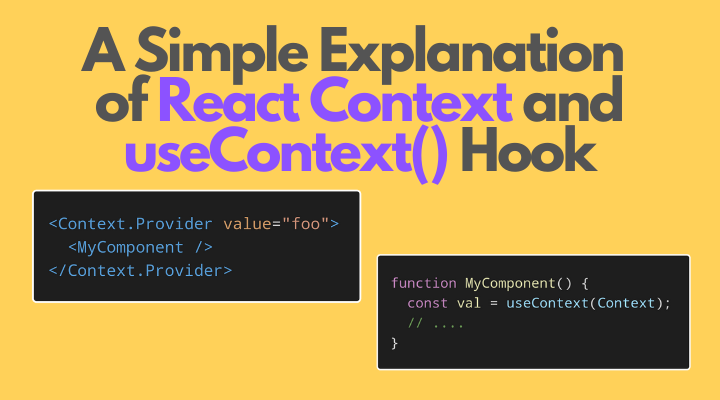 A Simple Explanation
of React Context and
useContext() Hook
<Context.Provider value="foo">
  <MyComponent />
</Context.Provider>
function MyComponent() {
  const val = useContext(Context);
  // ....
}